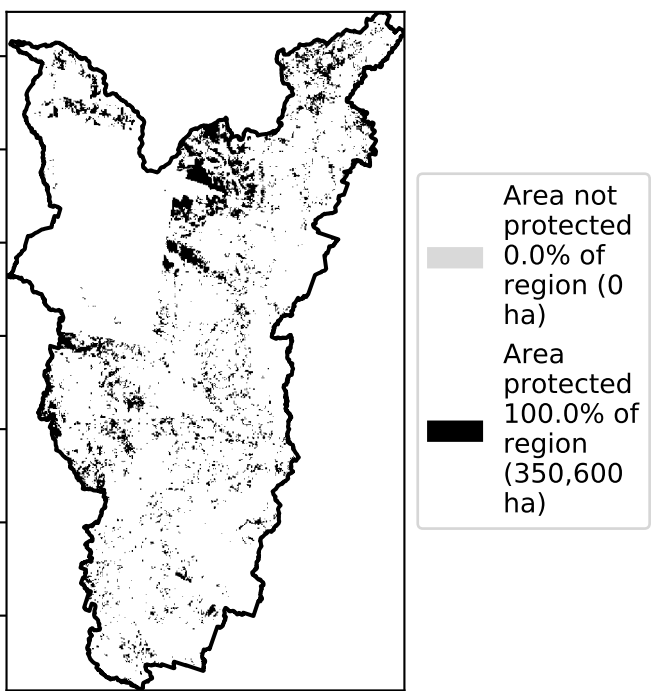 Area not
protected
0.0% of
region (0
ha)
Area
protected
100.0% of
region
(350,600
ha)